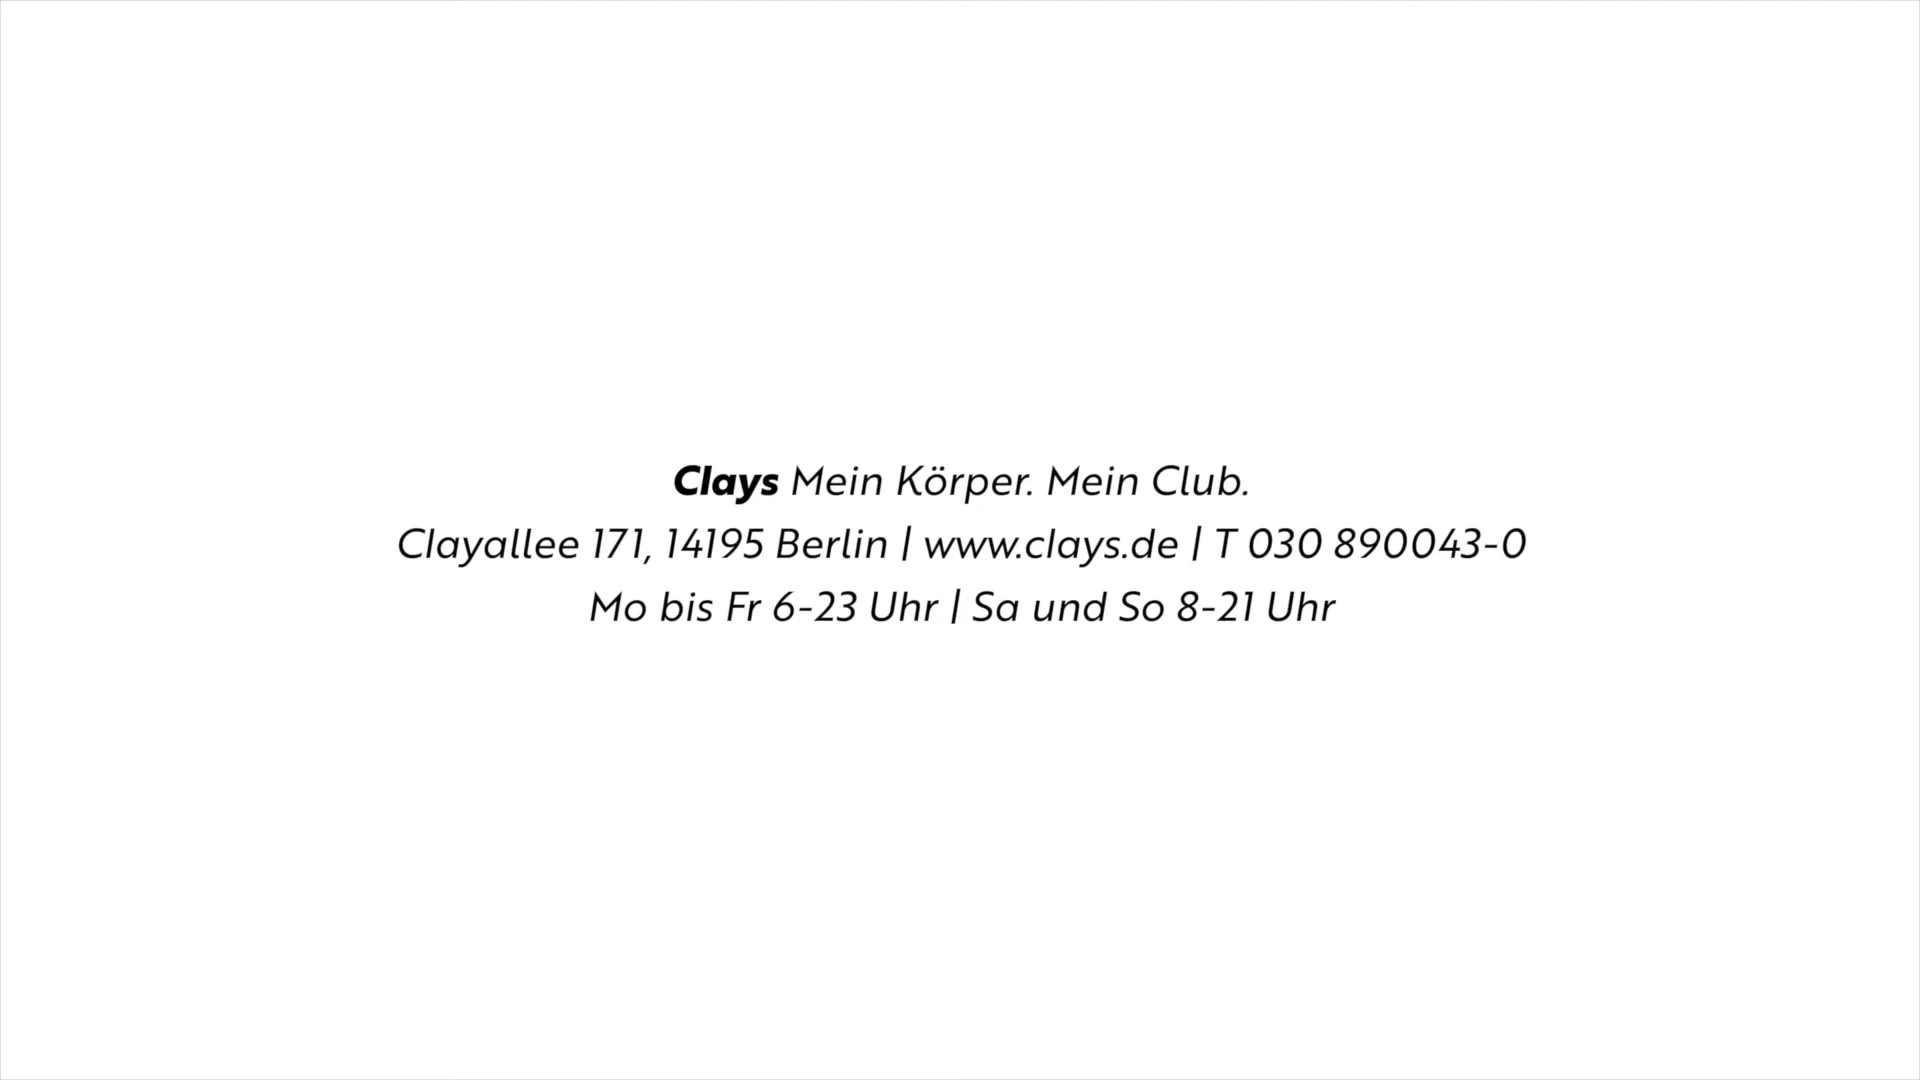 Clays Mein Körper. Mein Club.
Clayallee 171, 14195 Berlin | www.clays.de | T 030 890043-0
Mo bis Fr 6-23 Uhr | Sa und So 8-21 Uhr